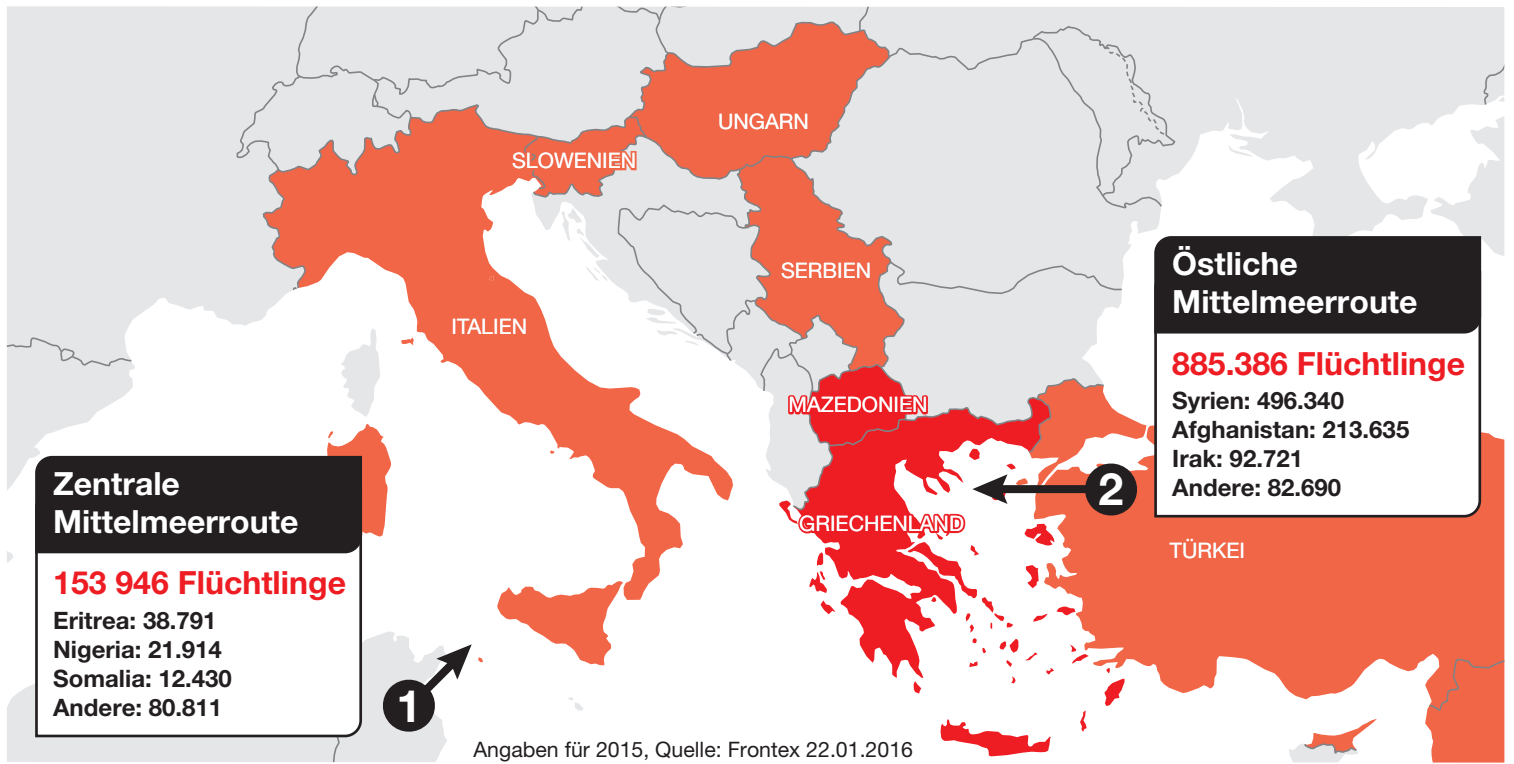 UNGARN
SLOWENIEN
SERBIEN
ITALIEN
MAZEDONIEN
GRIECHENLAND
TÜRKEI
Östliche
Mittelmeerroute
885.386 Flüchtlinge
Syrien: 496.340
Afghanistan: 213.635
Irak: 92.721
Andere: 82.690
2
Zentrale
Mittelmeerroute
153 946 Flüchtlinge
Eritrea: 38.791
Nigeria: 21.914
Somalia: 12.430
Andere: 80.811
1
Angaben für 2015, Quelle: Frontex 22.01.2016